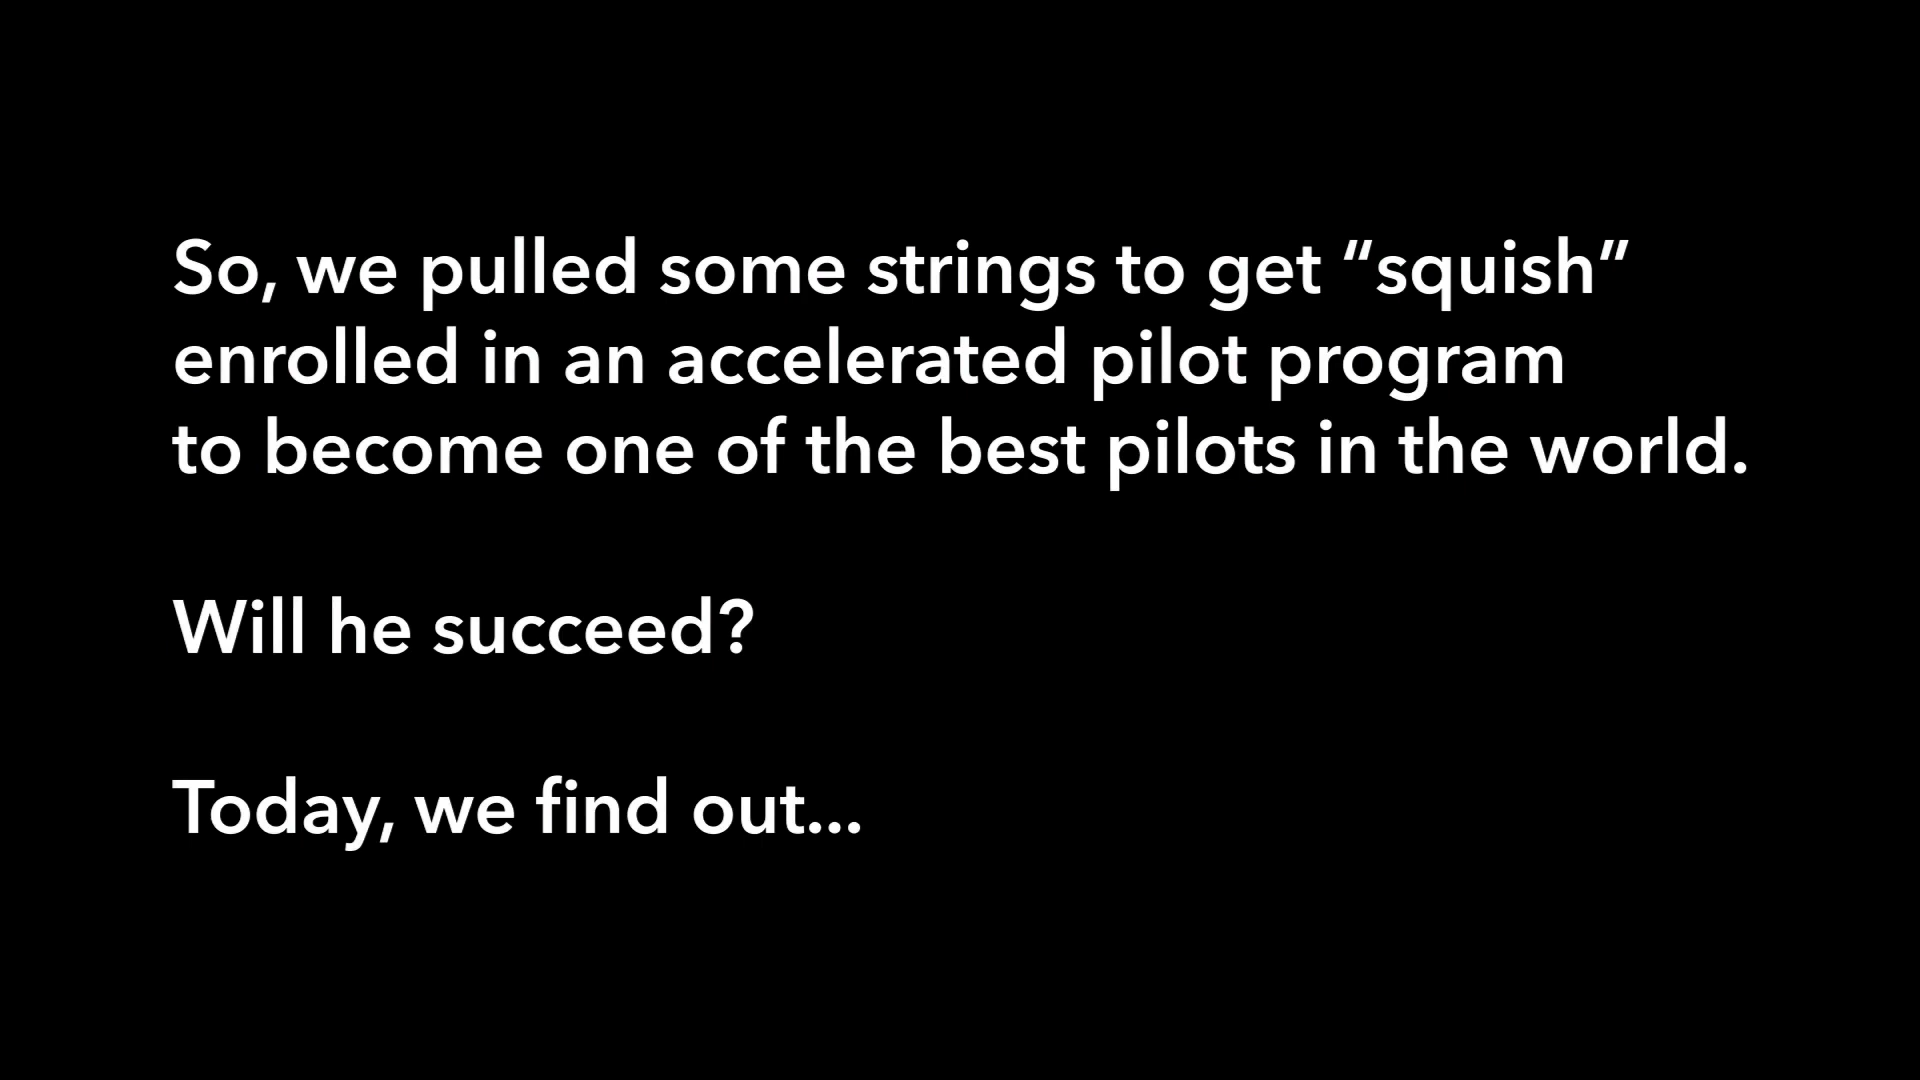 So, we pulled some strings to get “squish”
enrolled in an accelerated pilot program
to become one of the best pilots in the world.
Will he succeed?
Today, we find out...